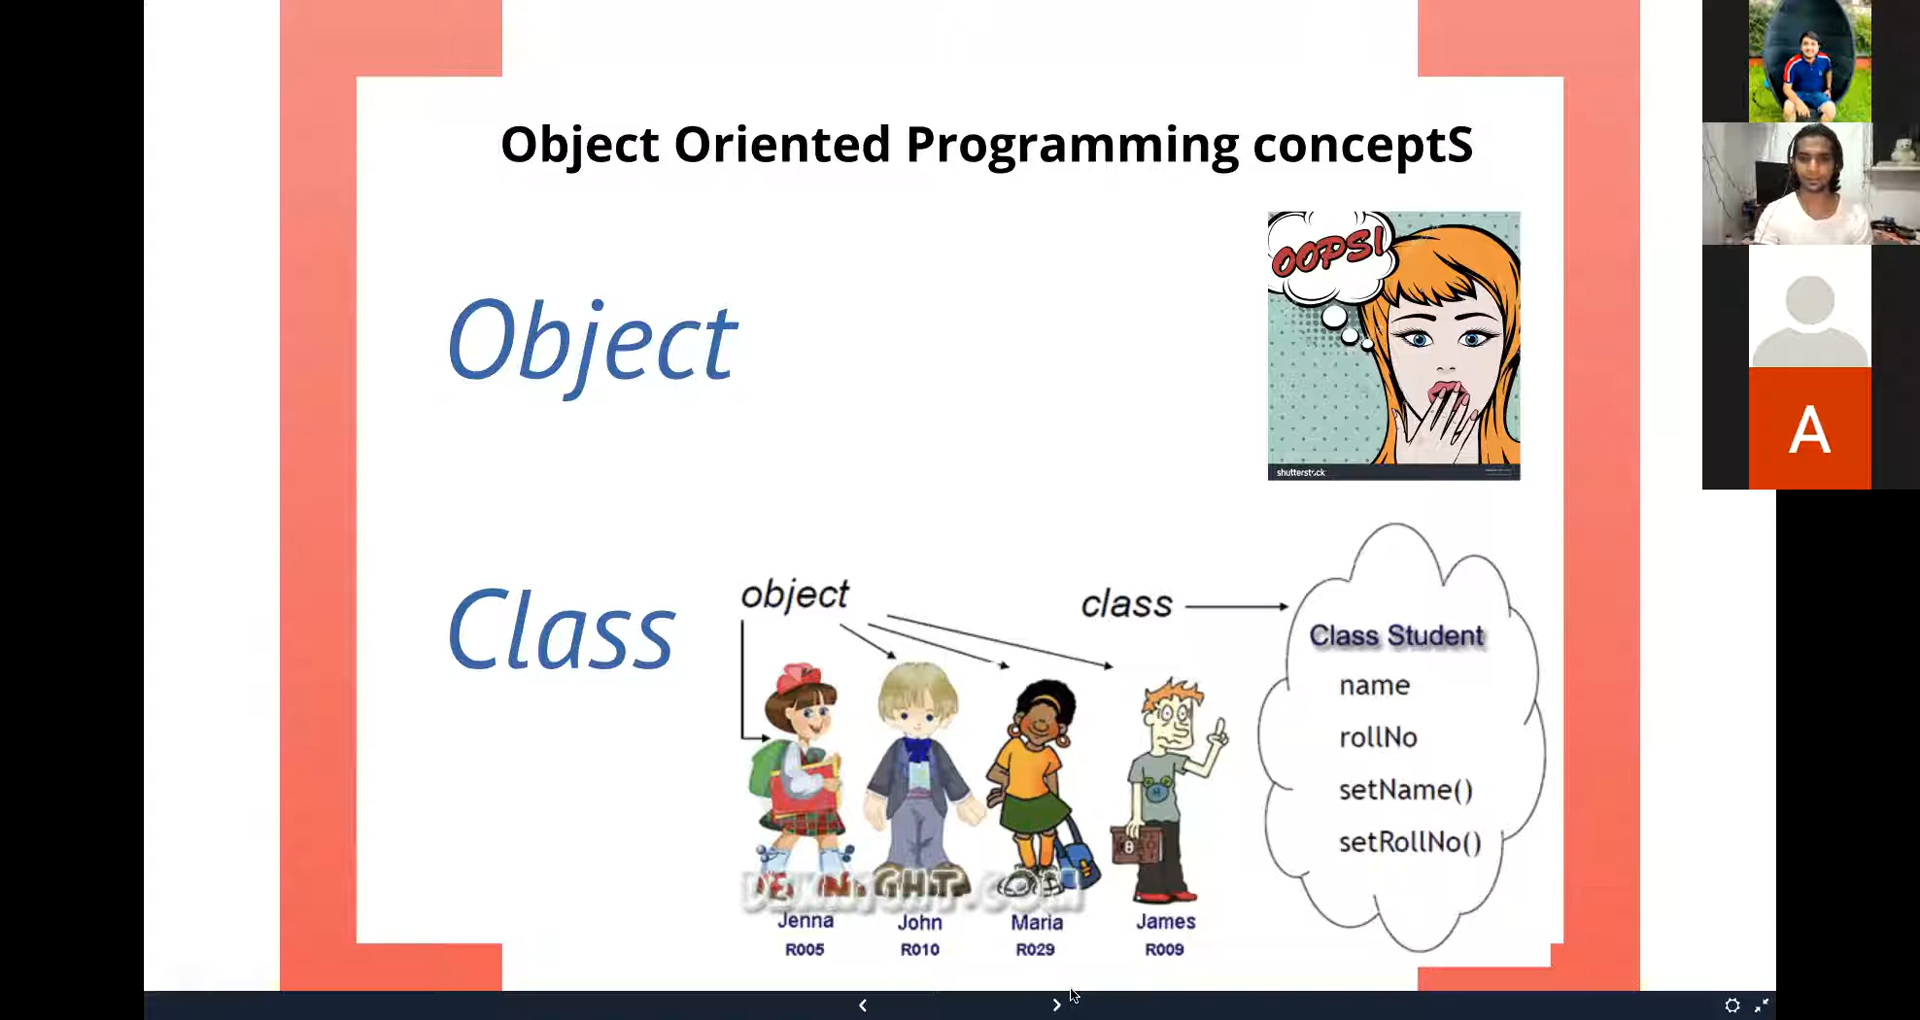 Object Oriented Programming conceptS
OOPS!
Object
shutterstock
A
Class
object
class
Class Student
name
rollNo
setName()
setRollNo()
Jenna
John
Maria
James
R005
R010
R029
R009